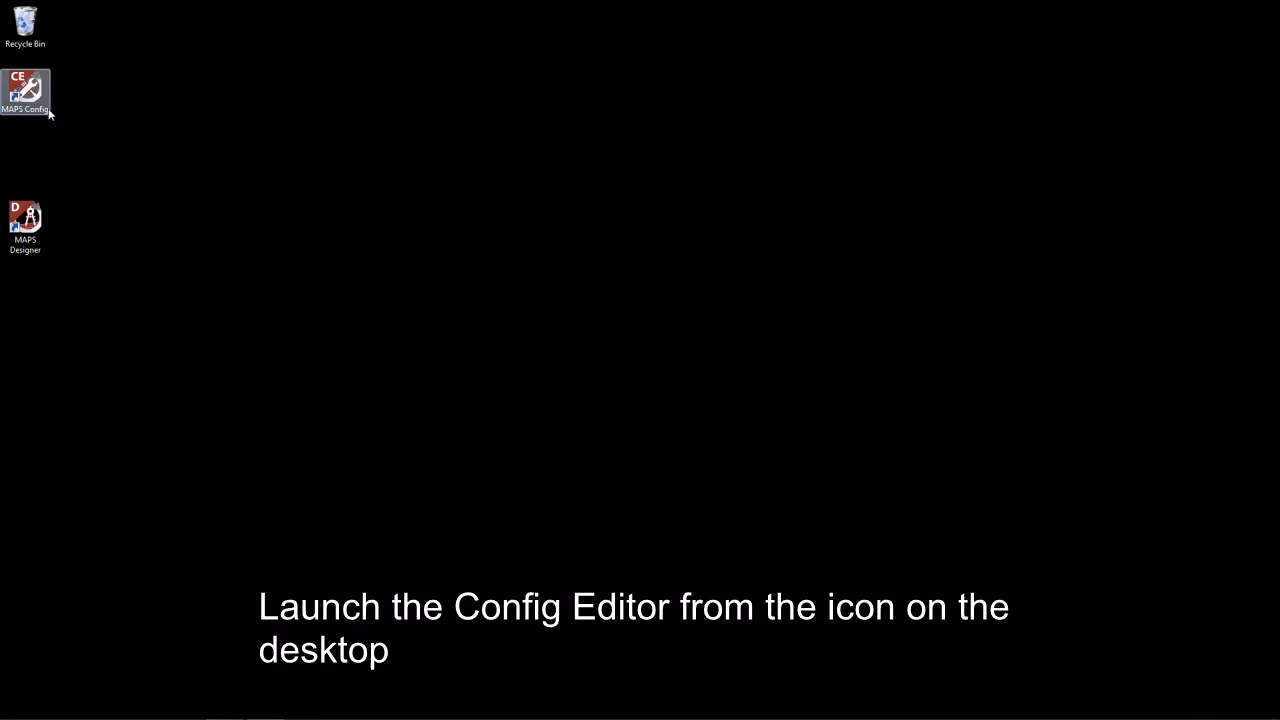 Recycle Bin
CE
MAPS Config
D
MAPS
Designer
Launch the Config Editor from the icon on the
desktop